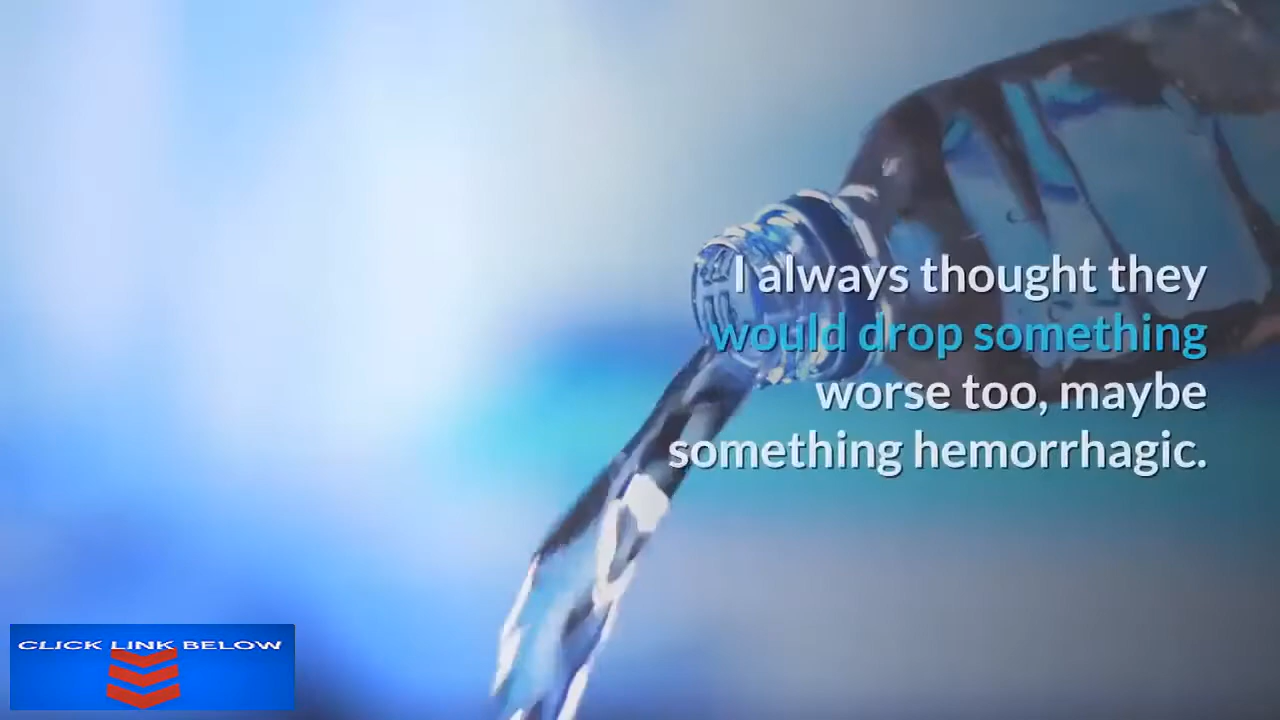 I always thought they
would drop something
worse too, maybe
something hemorrhagic.
CLICK LINK BELOW